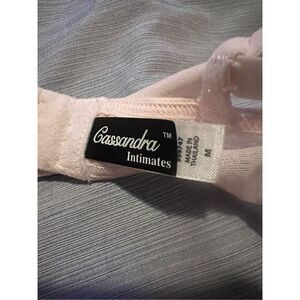 Cassandra™
Intimates
MADE IN
THAILAND
M